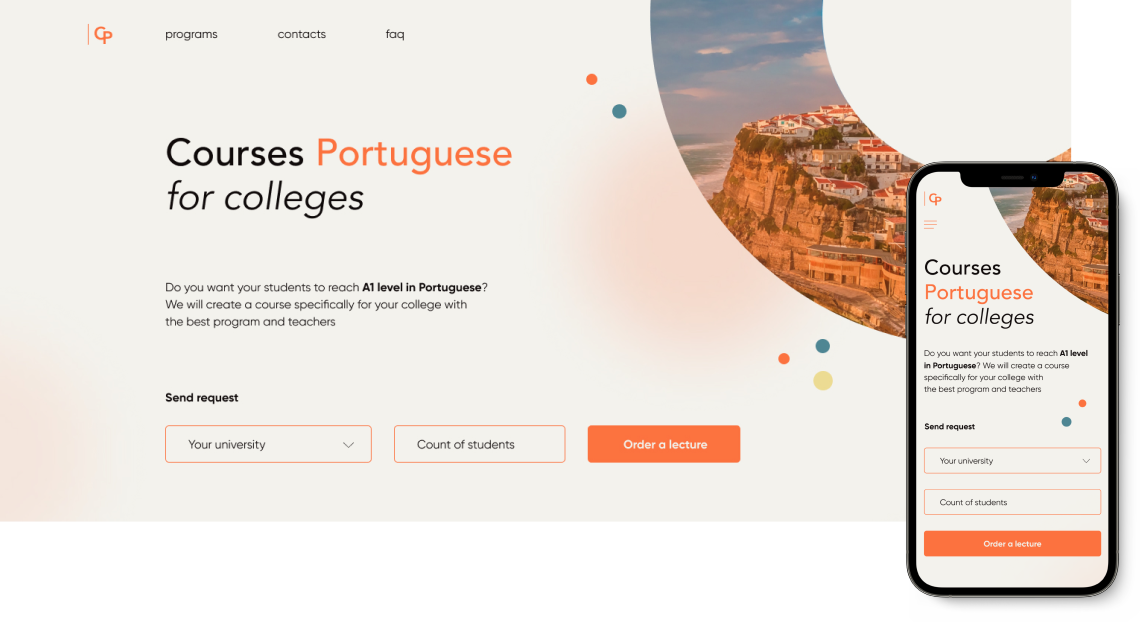 CP
programs
contacts
faq
Courses Portuguese
for colleges
Do you want your students to reach A1 level in Portuguese?
We will create a course specifically for your college with
the best program and teachers
Send request
Your university
Count of students
Order a lecture
CP
Courses
Portuguese
for colleges
Do you want your students to reach A1 level
in Portuguese? We will create a course
specifically for your college with
the best program and teachers
Send request
Your university
Count of students
Order a lecture